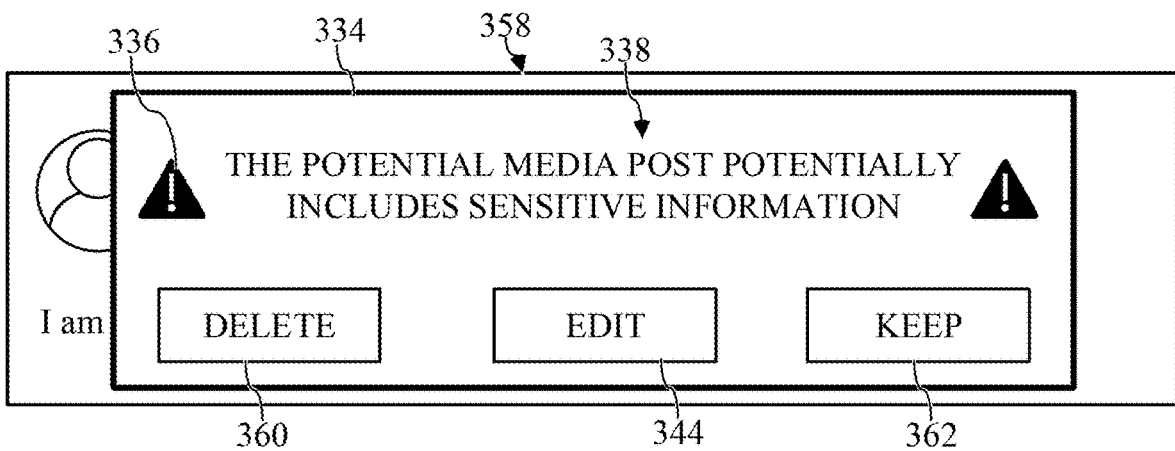 336
334
358
338
THE POTENTIAL MEDIA POST POTENTIALLY
INCLUDES SENSITIVE INFORMATION
I am
DELETE
EDIT
KEEP
360
344
362